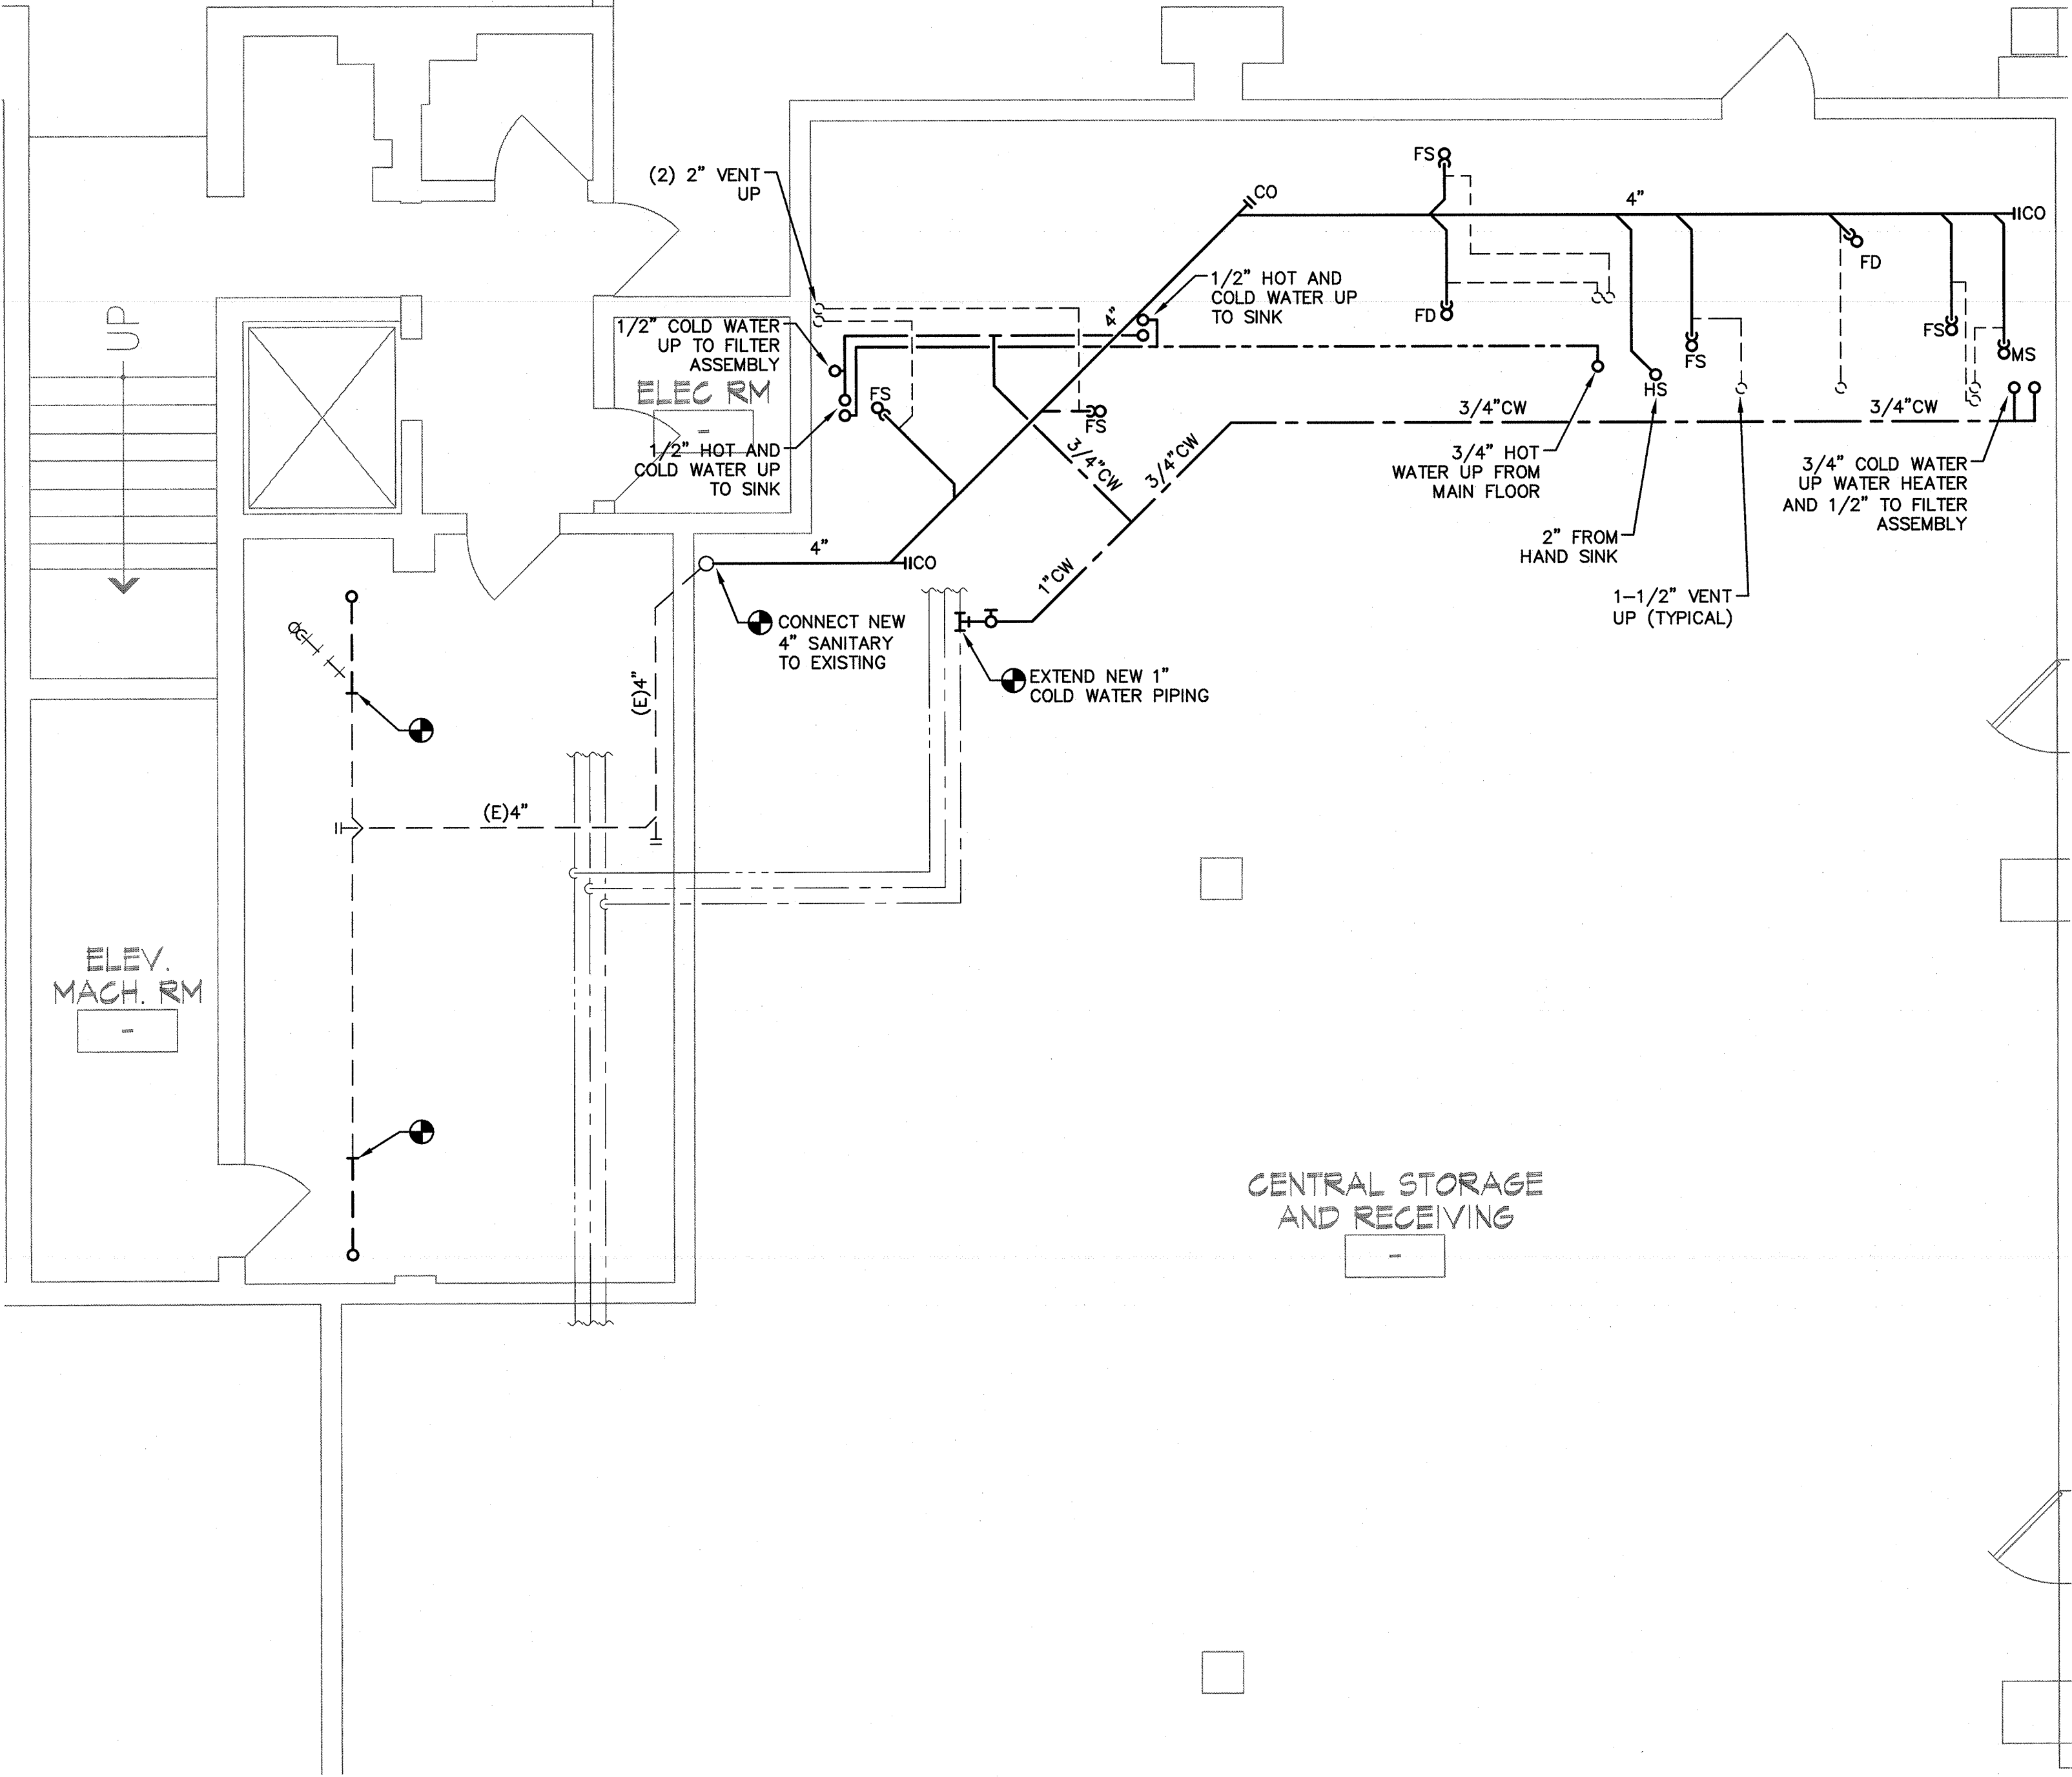 FS
(2) 2” VENT
UP
CO
4”
CO
FD
1/2” HOT AND
COLD WATER UP
TO SINK
4”
FD
UP
1/2” COLD WATER
UP TO FILTER
ASSEMBLY
ELEC RM
-
FS
FS
FS
FS
MS
HS
1/2” HOT AND
COLD WATER UP
TO SINK
3/4”CW
3/4”CW
3/4”CW
3/4”CW
3/4” HOT
WATER UP FROM
MAIN FLOOR
3/4” COLD WATER
UP WATER HEATER
AND 1/2” TO FILTER
ASSEMBLY
2” FROM
HAND SINK
4”
CO
1”CW
1-1/2” VENT
UP (TYPICAL)
CONNECT NEW
4” SANITARY
TO EXISTING
EXTEND NEW 1”
COLD WATER PIPING
(E)4”
(E)4”
ELEV.
MACH. RM
-
CENTRAL STORAGE
AND RECEIVING
-